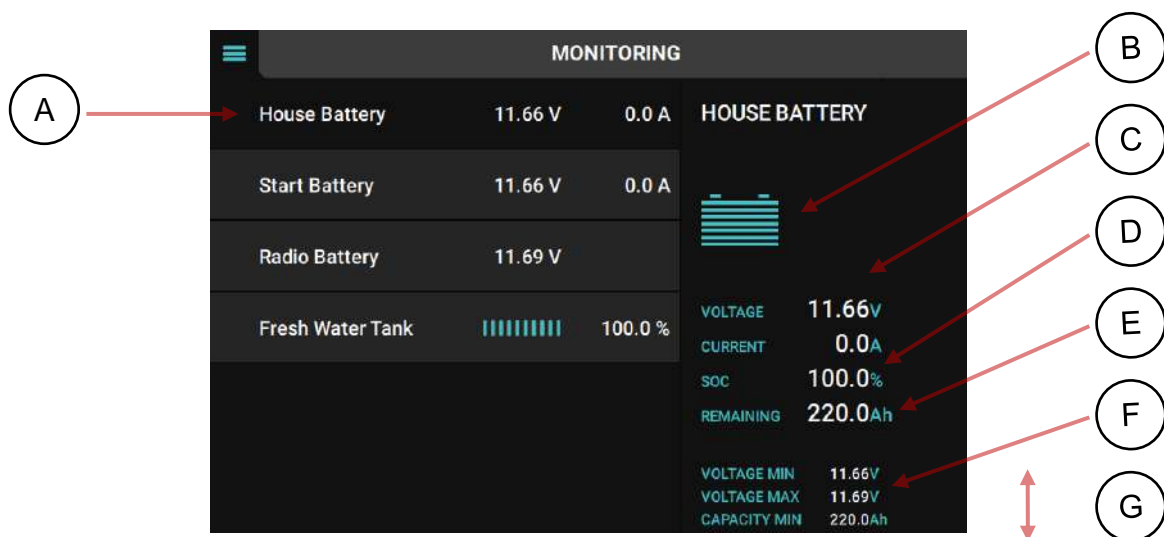 MONITORING
A
House Battery 11.66 V 0.0 A
Start Battery 11.66 V 0.0 A
Radio Battery 11.69 V
Fresh Water Tank 100.0 %
HOUSE BATTERY
VOLTAGE 11.66V
CURRENT 0.0A
SOC 100.0%
REMAINING 220.0Ah
VOLTAGE MIN 11.66V
VOLTAGE MAX 11.69V
CAPACITY MIN 220.0Ah
B
C
D
E
F
G